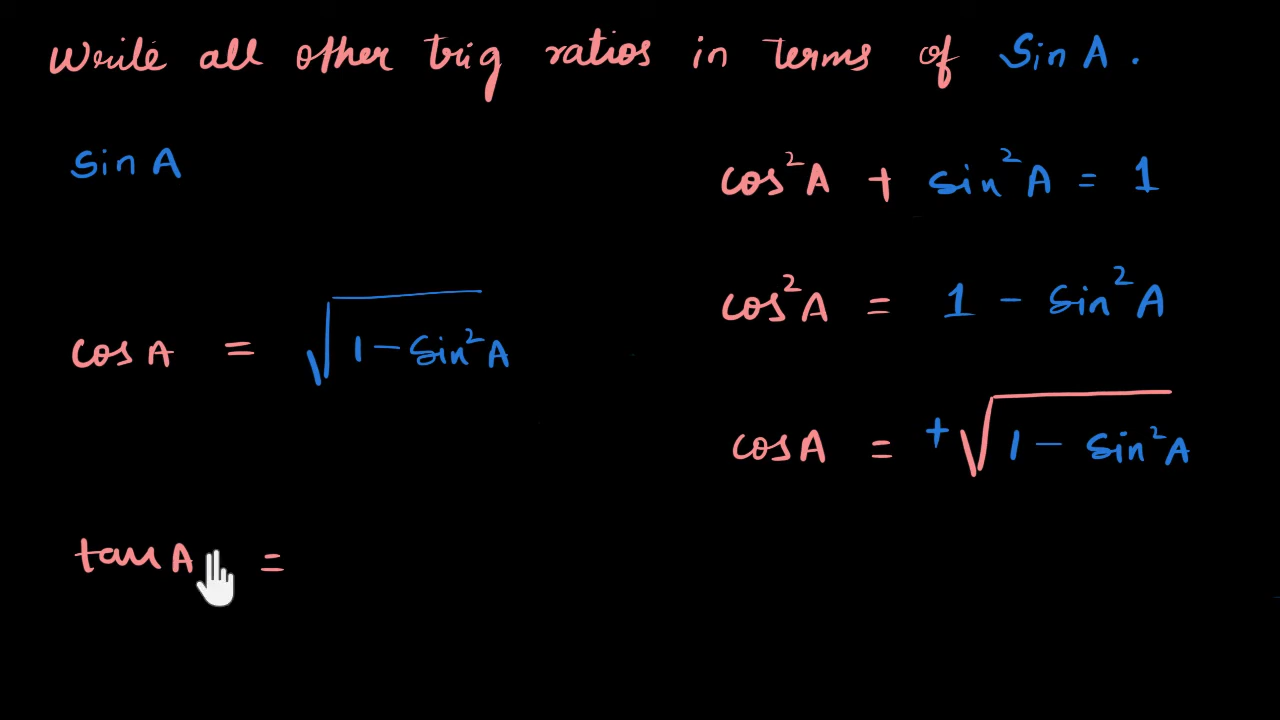 Write all other trig ratios in terms of Sin A.
sin A
cos²A + sin²A = 1
cos²A = 1 - sin²A
cos A = √1 - sin²A
cos A = +√1 - sin²A
tan A =